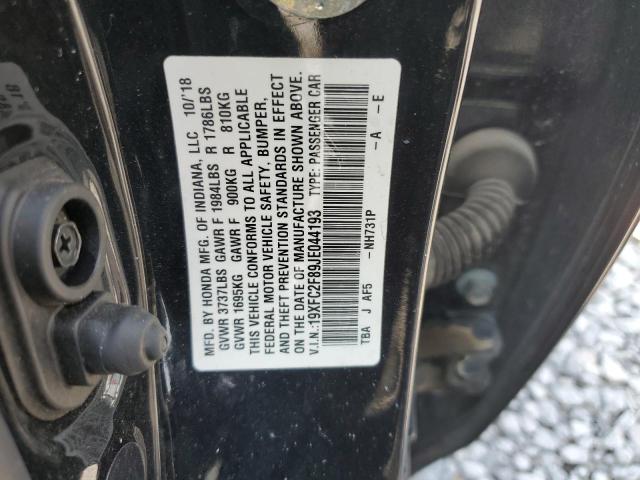 MFD. BY HONDA MFG. OF INDIANA, LLC 10/'18
GVWR 3737LBS GAWR F 1984LBS R 1786LBS
GVWR 1695KG GAWR F 900KG R 810KG
THIS VEHICLE CONFORMS TO ALL APPLICABLE
FEDERAL MOTOR VEHICLE SAFETY, BUMPER,
AND THEFT PREVENTION STANDARDS IN EFFECT
ON THE DATE OF MANUFACTURE SHOWN ABOVE.
V.I.N.:19XFC2F89JE044193 TYPE: PASSENGER CAR
TBA J AF5 -NH731P -A -E